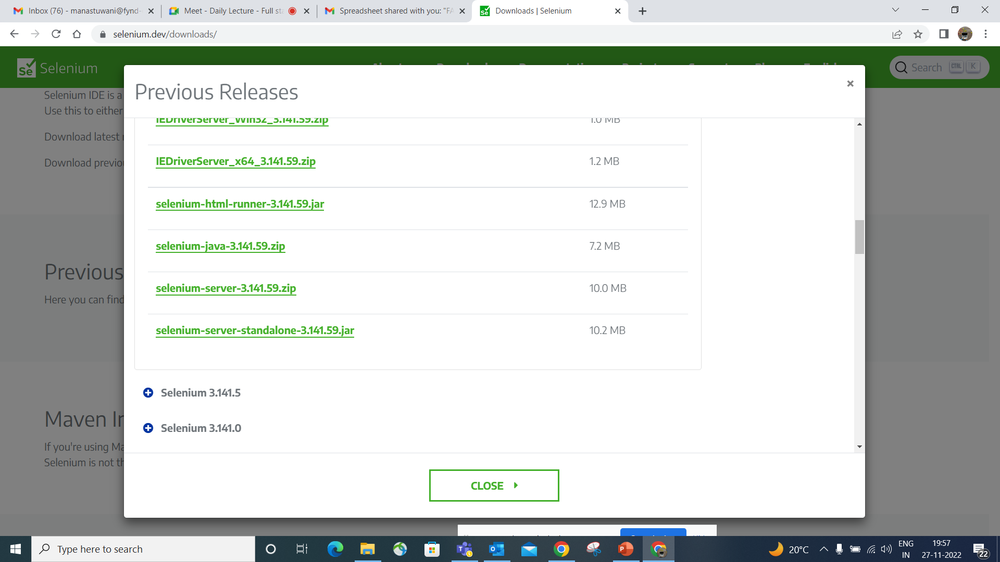 Inbox (76) - manastuwani@fynd-
Meet - Daily Lecture - Full sta
Spreadsheet shared with you: "FA
Downloads | Selenium
selenium.dev/downloads/
Se Selenium
Search CTRL K
Previous Releases
×
Selenium IDE is a
Use this to either
Download latest
Download previou
IEDriverServer_Win32_3.141.59.zip 1.0 MB
IEDriverServer_x64_3.141.59.zip 1.2 MB
selenium-html-runner-3.141.59.jar 12.9 MB
selenium-java-3.141.59.zip 7.2 MB
selenium-server-3.141.59.zip 10.0 MB
selenium-server-standalone-3.141.59.jar 10.2 MB
Previous
Here you can find
Selenium 3.141.5
Selenium 3.141.0
Maven In
If you're using Ma
Selenium is not th
CLOSE
Type here to search
20°C
ENG
IN
19:57
27-11-2022
22